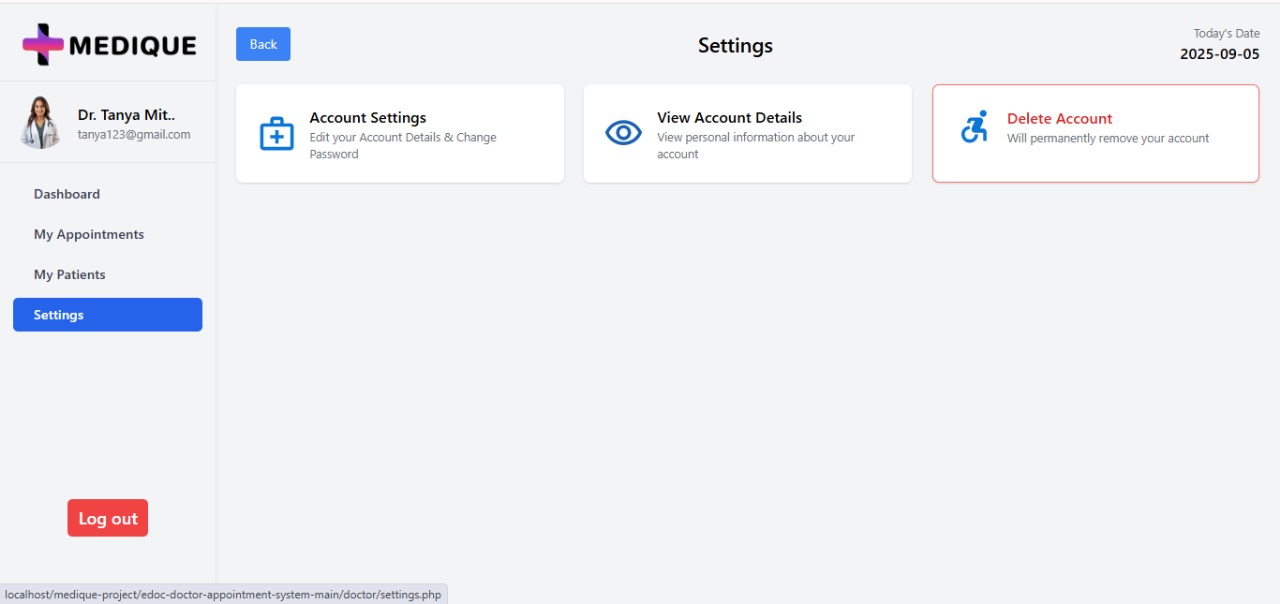 MEDIQUE
Dr. Tanya Mit..
tanya123@gmail.com
Dashboard
My Appointments
My Patients
Settings
Log out
Back
Settings
Today's Date
2025-09-05
Account Settings
Edit your Account Details & Change
Password
View Account Details
View personal information about your
account
Delete Account
Will permanently remove your account
localhost/medique-project/edoc-doctor-appointment-system-main/doctor/settings.php